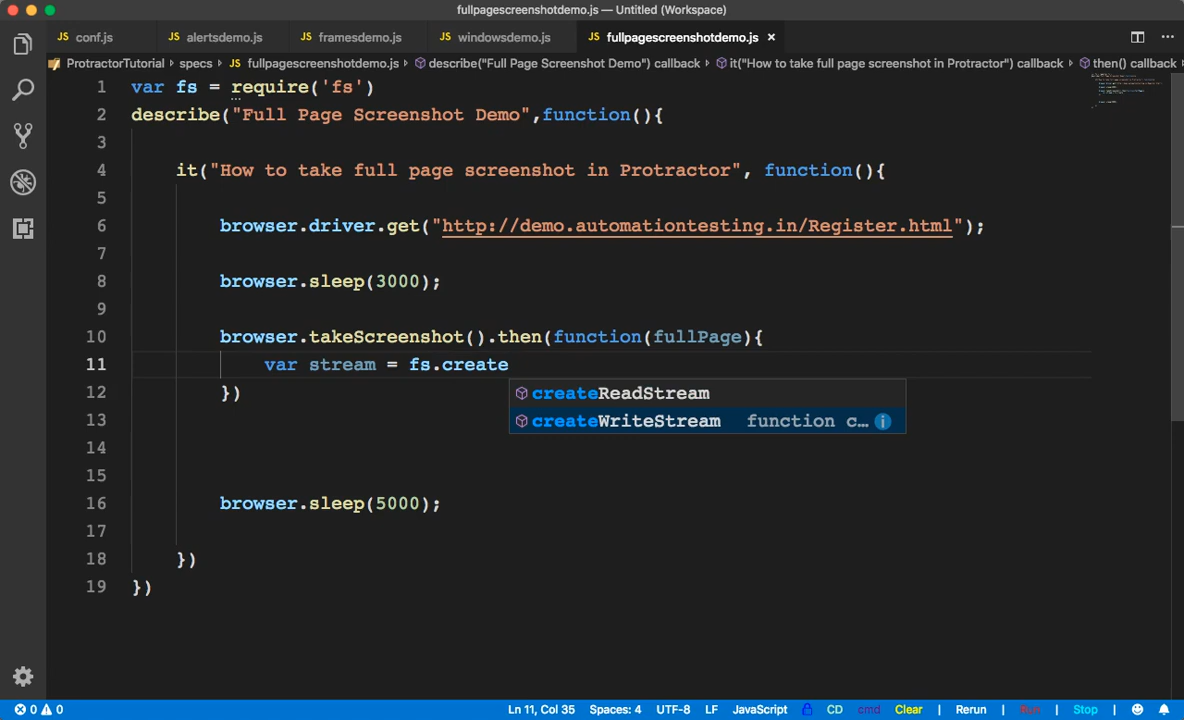 fullpagescreenshotdemo.js — Untitled (Workspace)
JS conf.js JS alertsdemo.js JS framesdemo.js JS windowsdemo.js JS fullpagescreenshotdemo.js ×
ProtractorTutorial › specs › JS fullpagescreenshotdemo.js › describe("Full Page Screenshot Demo") callback › it("How to take full page screenshot in Protractor") callback › then() callback
1 var fs = require('fs')
2 describe("Full Page Screenshot Demo",function(){
3
4 it("How to take full page screenshot in Protractor", function(){
5
6 browser.driver.get("http://demo.automationtesting.in/Register.html");
7
8 browser.sleep(3000);
9
10 browser.takeScreenshot().then(function(fullPage){
11 var stream = fs.create
createReadStream
12 })
13 createWriteStream function c…
14
15
16 browser.sleep(5000);
17
18 })
19 })
0 0 Ln 11, Col 35 Spaces: 4 UTF-8 LF JavaScript CD cmd Clear | Rerun | Run | Stop |